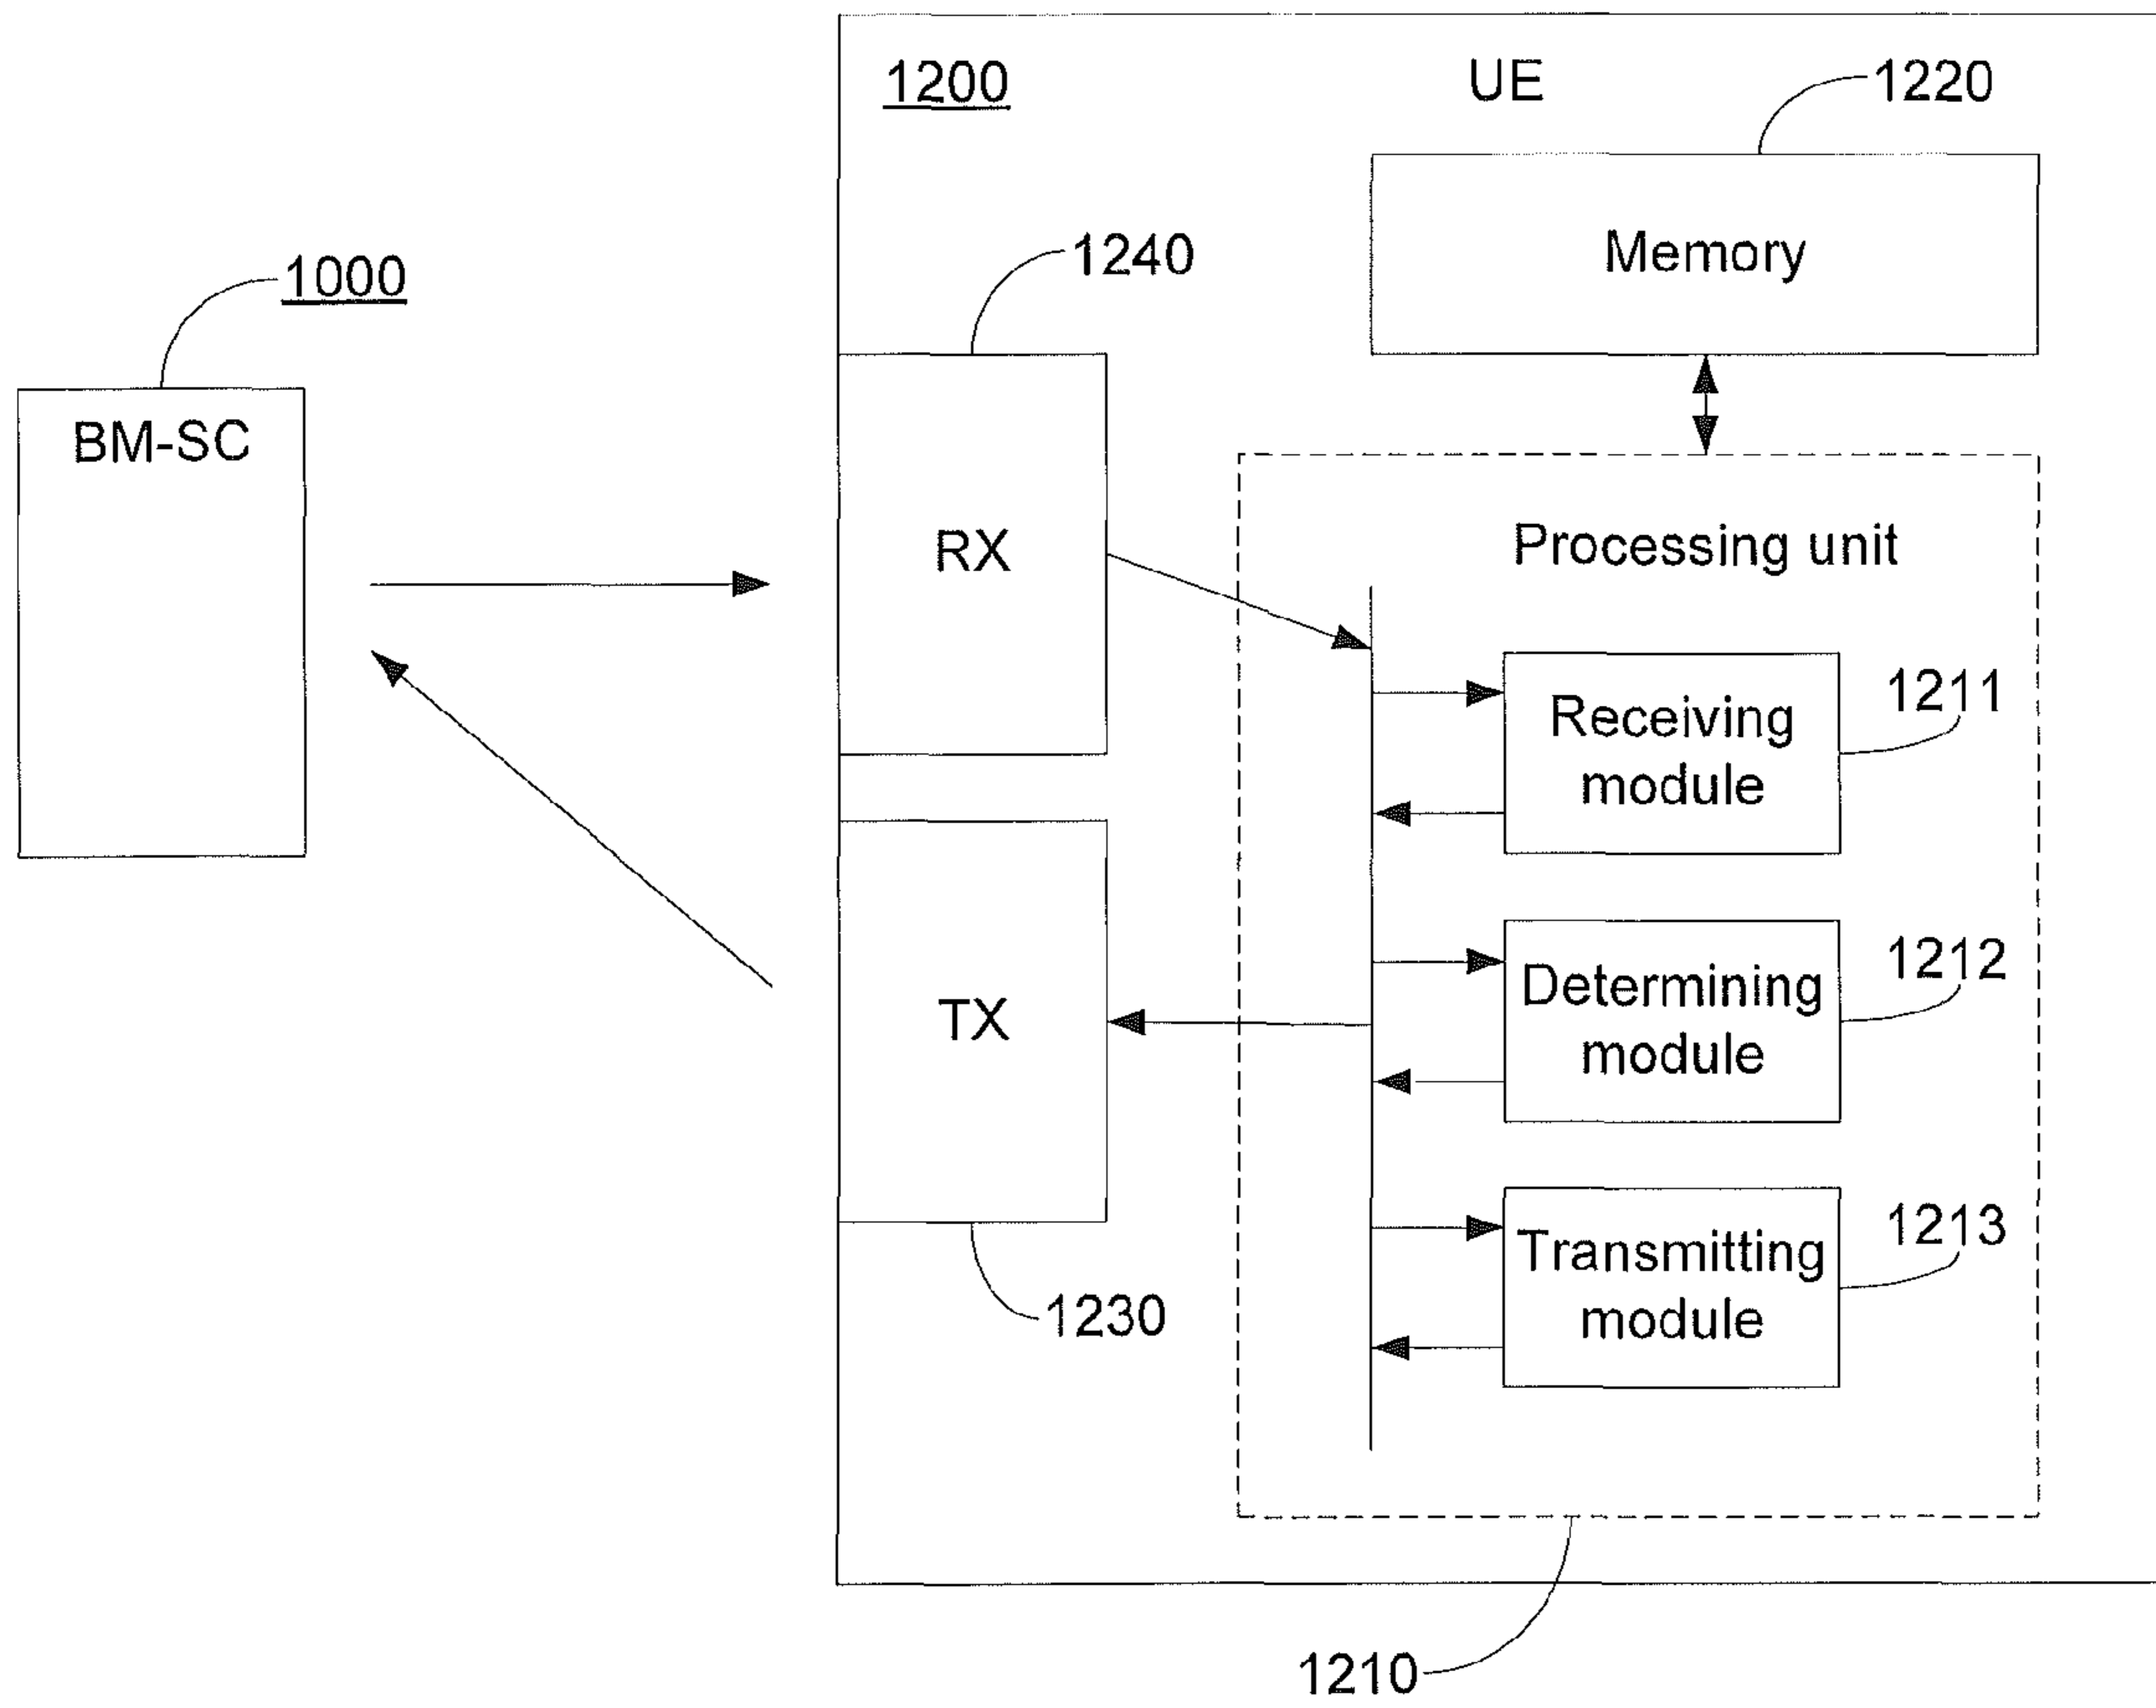 1200
UE
1220
Memory
1000
1240
BM-SC
RX
Processing unit
1211
Receiving
module
1212
Determining
module
TX
1213
Transmitting
module
1230
1210